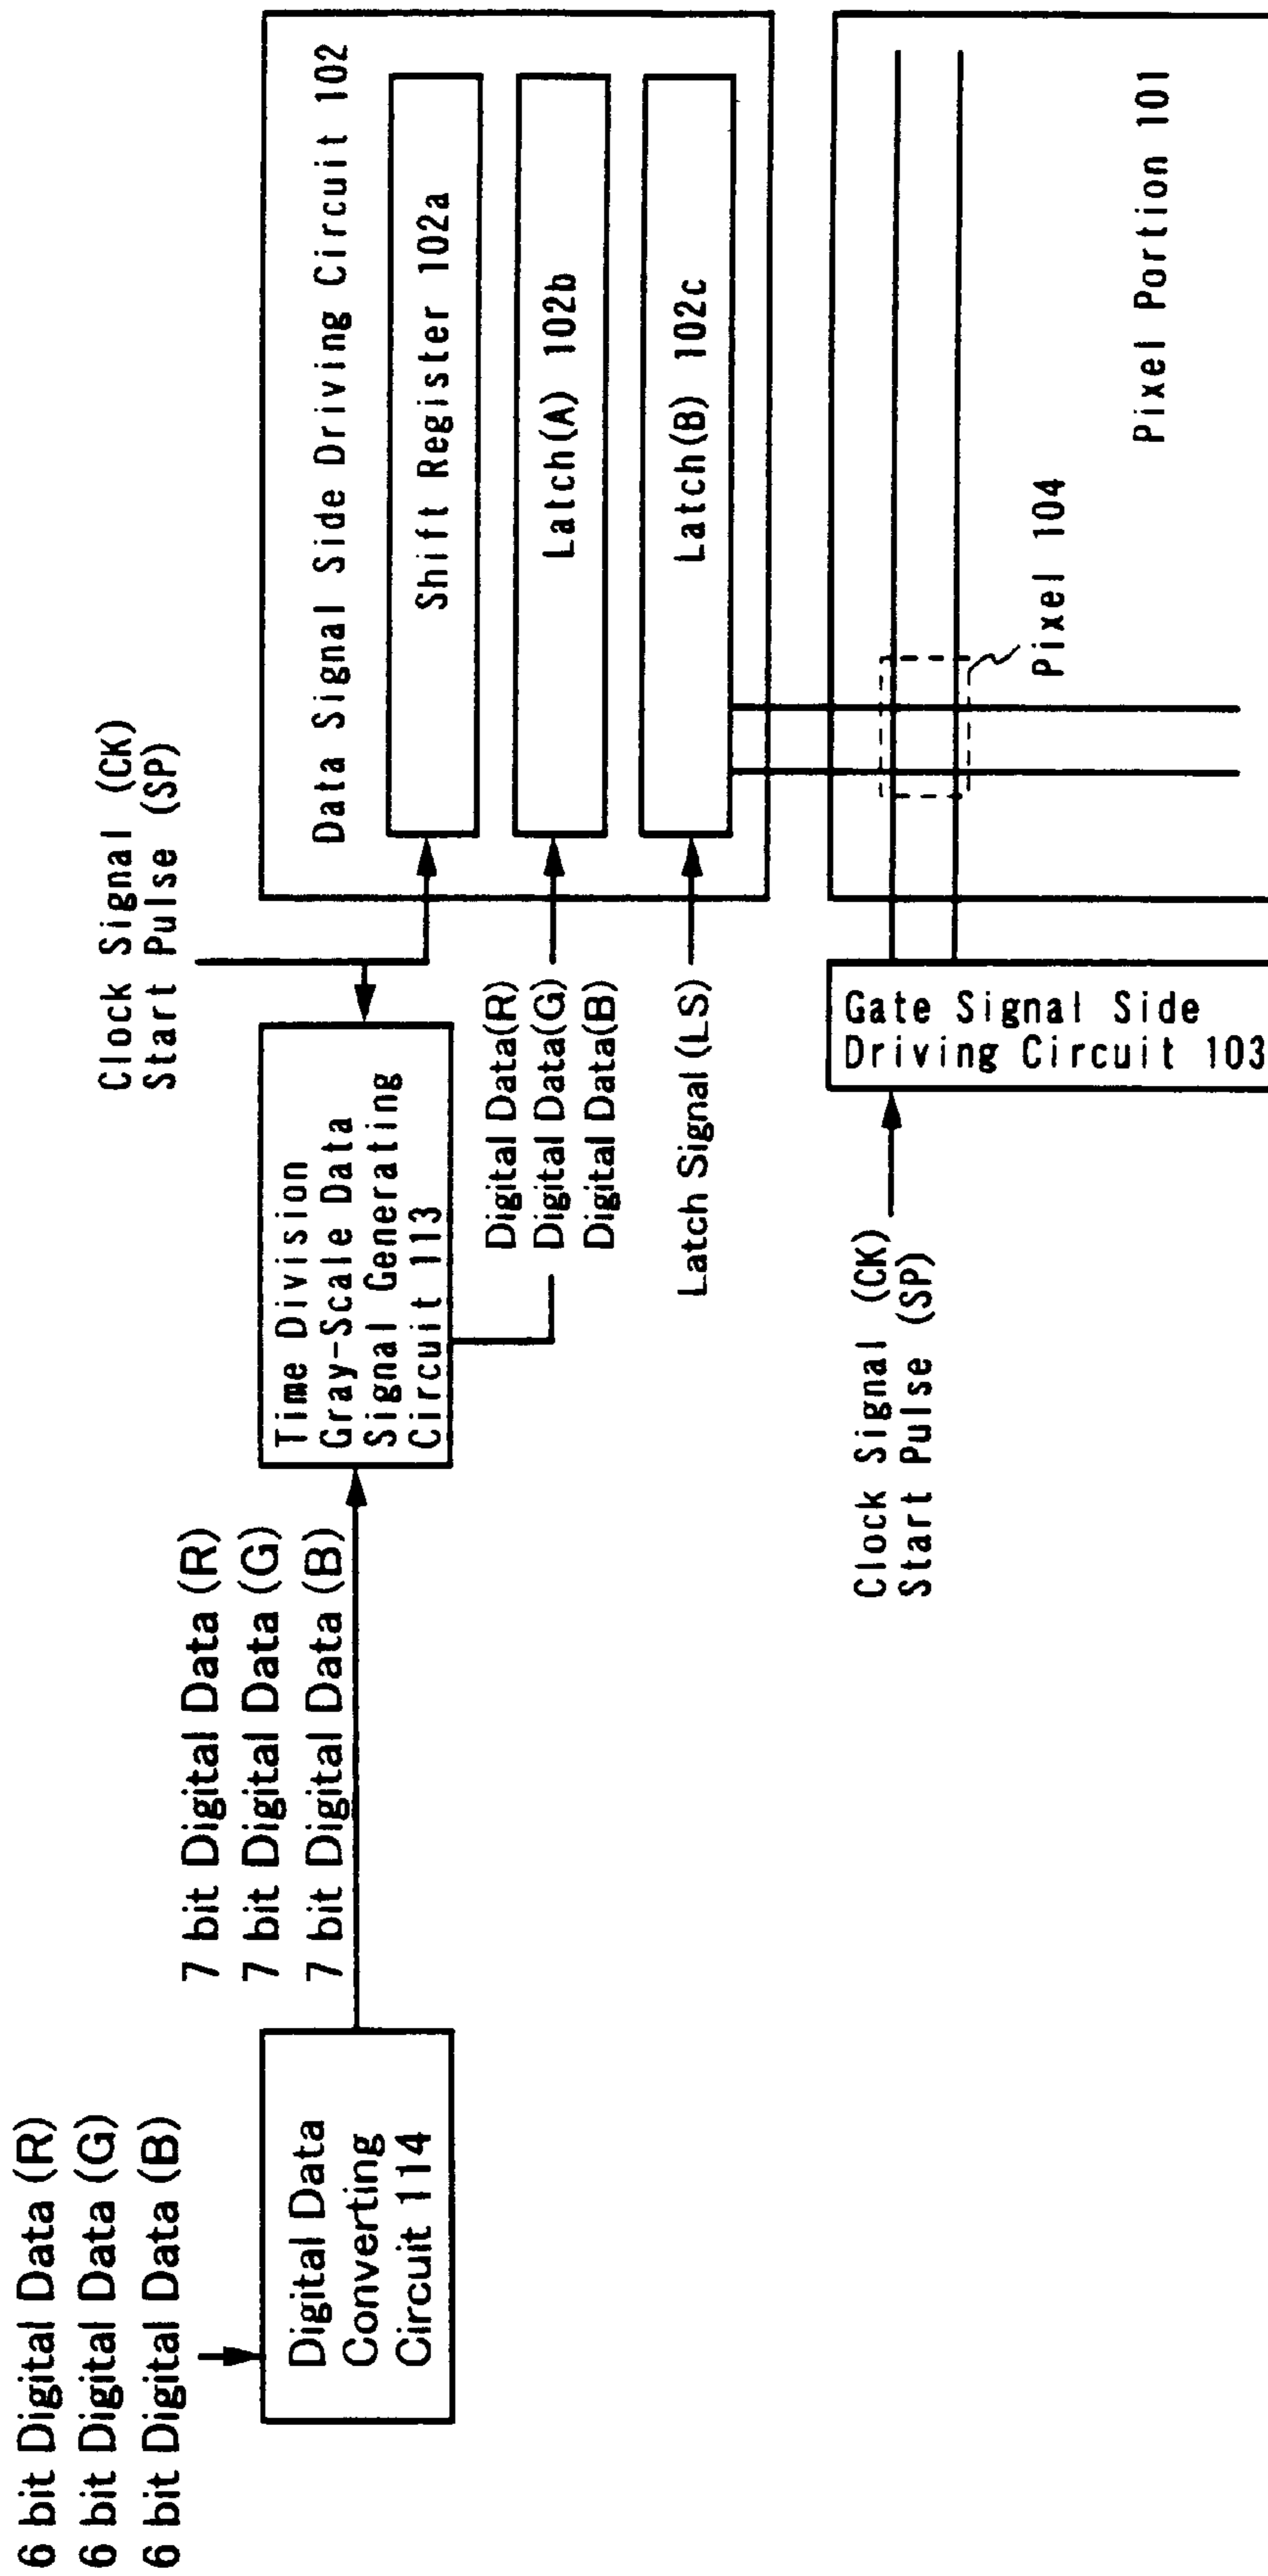 6 bit Digital Data (R)
6 bit Digital Data (G)
6 bit Digital Data (B)
Digital Data
Converting
Circuit 114
7 bit Digital Data (R)
7 bit Digital Data (G)
7 bit Digital Data (B)
Time Division
Gray-Scale Data
Signal Generating
Circuit 113
Clock Signal (CK)
Start Pulse (SP)
Digital Data(R)
Digital Data(G)
Digital Data(B)
Latch Signal (LS)
Data Signal Side Driving Circuit 102
Shift Register 102a
Latch(A) 102b
Latch(B) 102c
Clock Signal (CK)
Start Pulse (SP)
Gate Signal Side
Driving Circuit 103
Pixel 104
Pixel Portion 101